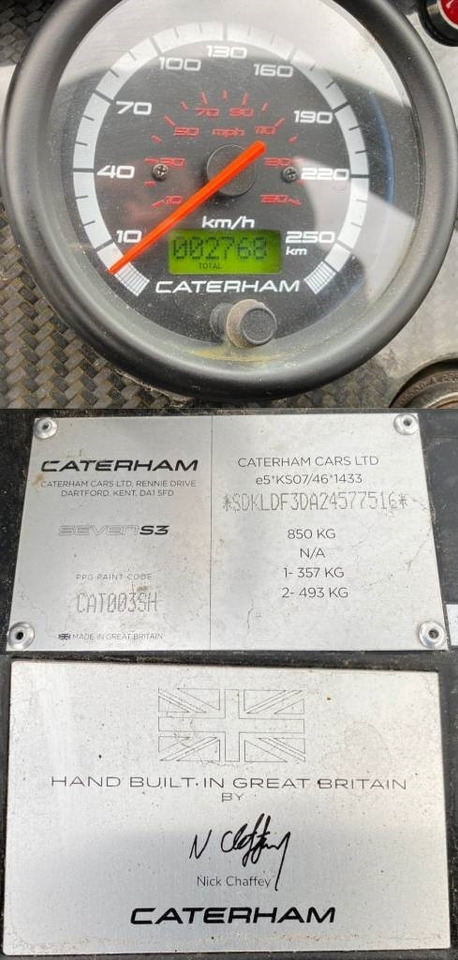 130
100
160
70
90
70
190
50
mph
110
40
30
130
220
10
150
km/h
10
250
002768
km
TOTAL
CATERHAM
CATERHAM
CATERHAM CARS LTD, RENNIE DRIVE
DARTFORD, KENT, DA1 5FD
SEVEN S3
PPG PAINT CODE
CAT003SH
MADE IN GREAT BRITAIN
CATERHAM CARS LTD
e5*KS07/46*1433
*SDKLDF3DA24577516*
850 KG
N/A
1- 357 KG
2- 493 KG
HAND BUILT IN GREAT BRITAIN
BY
N Chaffey
Nick Chaffey
CATERHAM